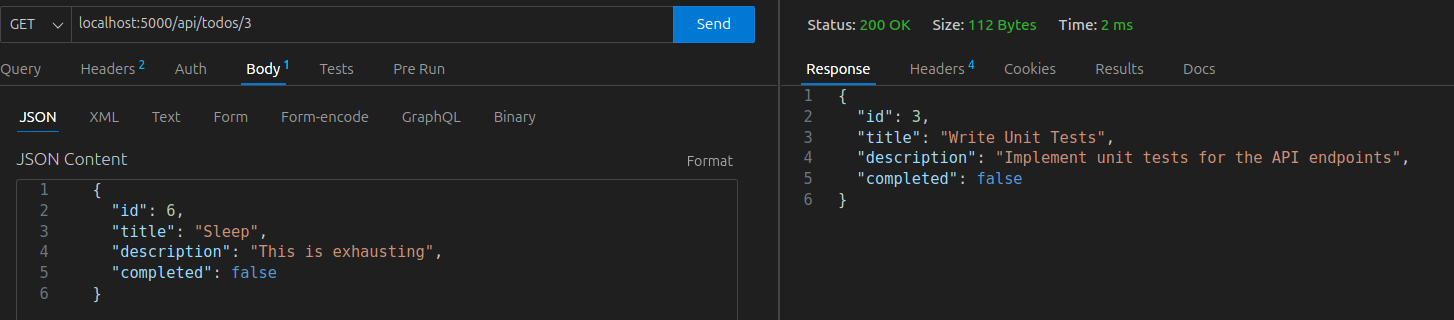 GET localhost:5000/api/todos/3 Send
Query Headers 2 Auth Body 1 Tests Pre Run
JSON XML Text Form Form-encode GraphQL Binary
JSON Content Format
1 {
2 "id": 6,
3 "title": "Sleep",
4 "description": "This is exhausting",
5 "completed": false
6 }
Status: 200 OK Size: 112 Bytes Time: 2 ms
Response Headers 4 Cookies Results Docs
1 {
2 "id": 3,
3 "title": "Write Unit Tests",
4 "description": "Implement unit tests for the API endpoints",
5 "completed": false
6 }